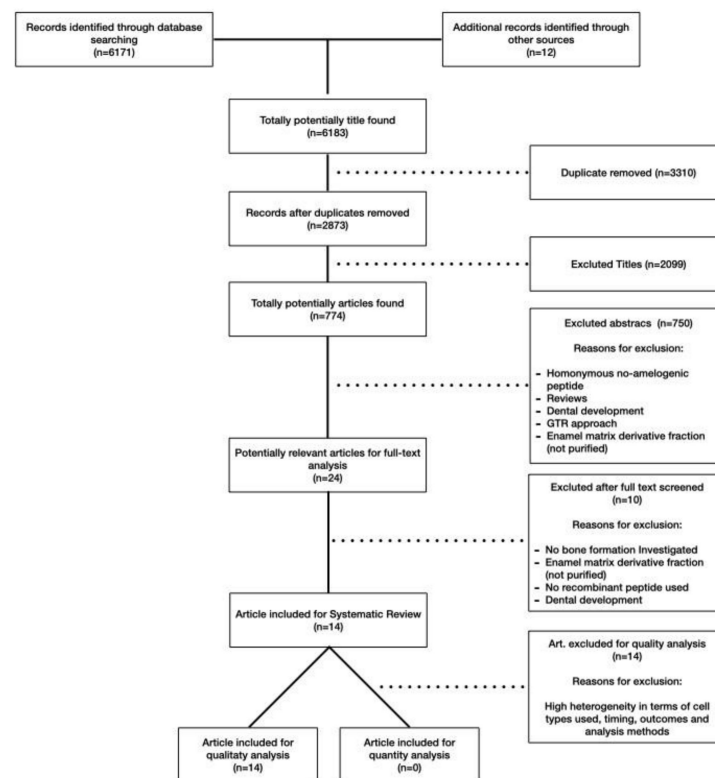 Records identified through database
searching
(n=6171)
Additional records identified through
other sources
(n=12)
Totally potentially title found
(n=6183)
Duplicate removed (n=3310)
Records after duplicates removed
(n=2873)
Excluted Titles (n=2099)
Totally potentially articles found
(n=774)
Excluted abstracs (n=750)
Reasons for exclusion:
- Homonymous no-amelogenic
peptide
- Reviews
- Dental development
- GTR approach
- Enamel matrix derivative fraction
(not purified)
Potentially relevant articles for full-text
analysis
(n=24)
Excluted after full text screened
(n=10)
Reasons for exclusion:
- No bone formation Investigated
- Enamel matrix derivative fraction
(not purified)
- No recombinant peptide used
- Dental development
Article included for Systematic Review
(n=14)
Art. excluted for quality analysis
(n=14)
Reasons for exclusion:
High heterogeneity in terms of cell
types used, timing, outcomes and
analysis methods
Article included for
qualitaty analysis
(n=14)
Article included for
quantity analysis
(n=0)